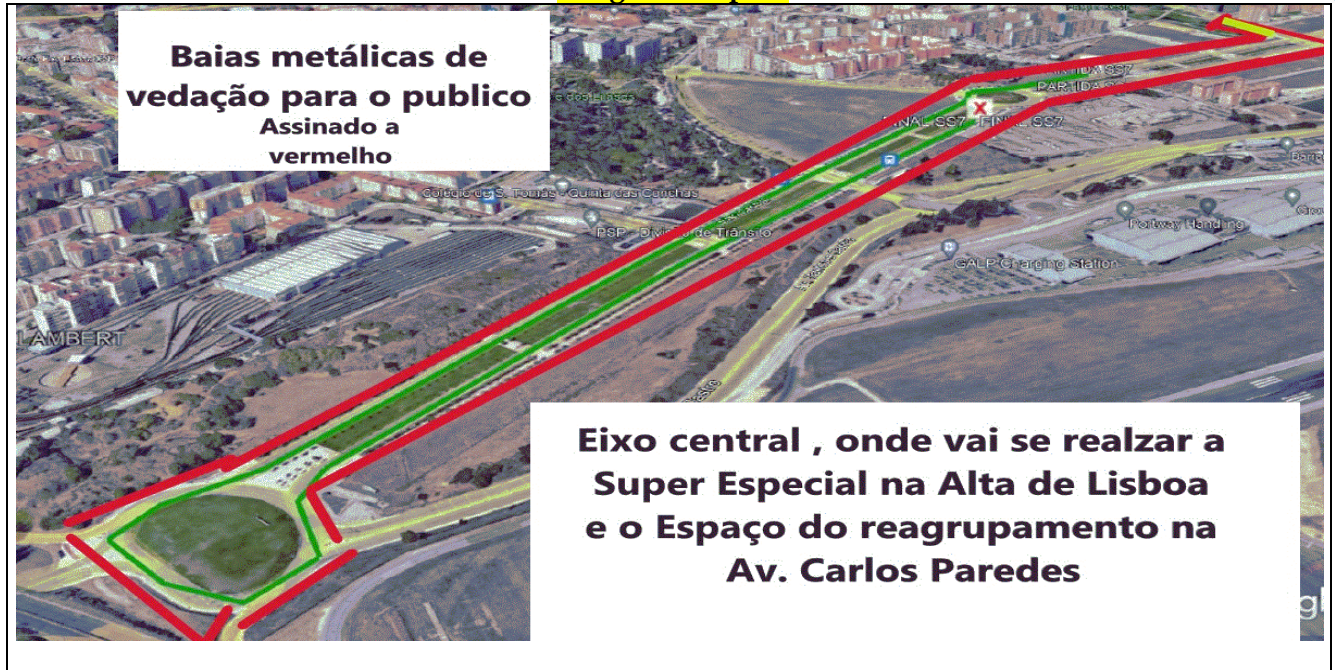 Baias metálicas de
vedação para o publico
Assinado a
vermelho
PARTIDA SS7
FINAL SS7 - FINAL SS7
X
Colégio de S. Tomás - Quinta das Conchas
PSP - Divisão de Trânsito
Portway Handling
GALP Charging Station
LAMBERT
Eixo central , onde vai se realzar a
Super Especial na Alta de Lisboa
e o Espaço do reagrupamento na
Av. Carlos Paredes